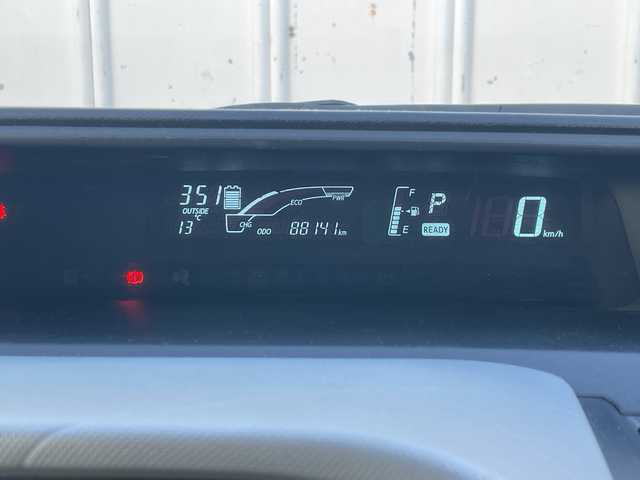 351
OUTSIDE
°C
13
ECO
PWR
CHG
ODO 88141 km
F
E
P
READY
0 km/h